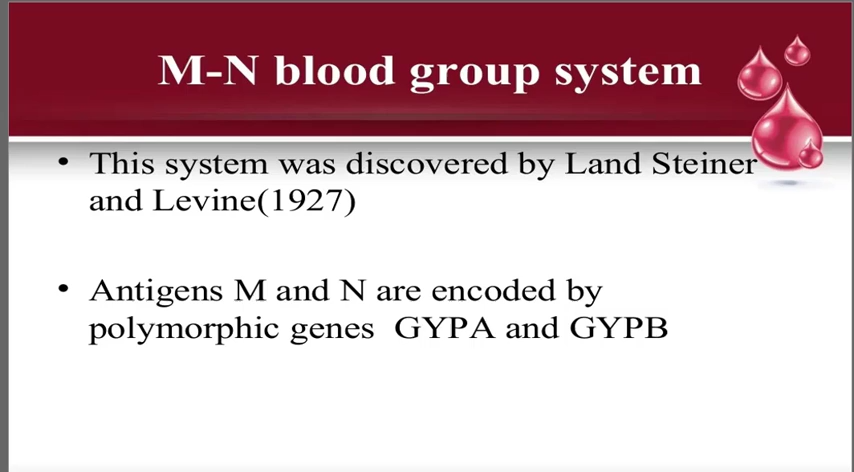 M-N blood group system
• This system was discovered by Land Steiner
and Levine(1927)
• Antigens M and N are encoded by
polymorphic genes  GYPA and GYPB